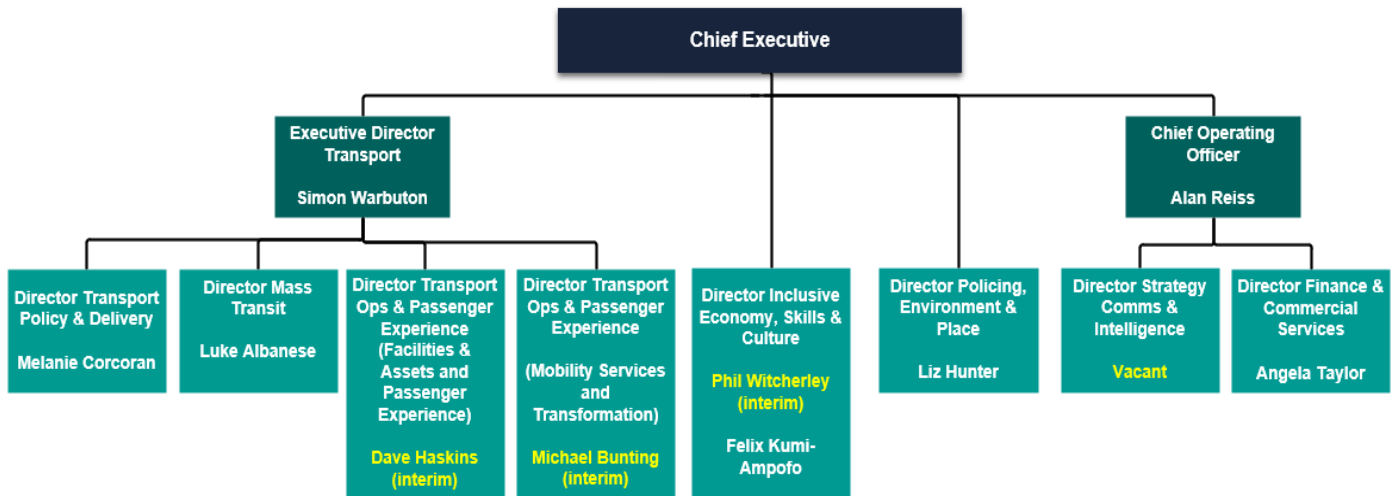 Chief Executive
Executive Director
Transport
Simon Warbuton
Chief Operating
Officer
Alan Reiss
Director Transport
Policy & Delivery
Melanie Corcoran
Director Mass
Transit
Luke Albanese
Director Transport
Ops & Passenger
Experience
(Facilities &
Assets and
Passenger
Experience)
Dave Haskins
(interim)
Director Transport
Ops & Passenger
Experience
(Mobility Services
and
Transformation)
Michael Bunting
(interim)
Director Inclusive
Economy, Skills &
Culture
Phil Witcherley
(interim)
Felix Kumi-
Ampofo
Director Policing,
Environment &
Place
Liz Hunter
Director Strategy
Comms &
Intelligence
Vacant
Director Finance &
Commercial
Services
Angela Taylor